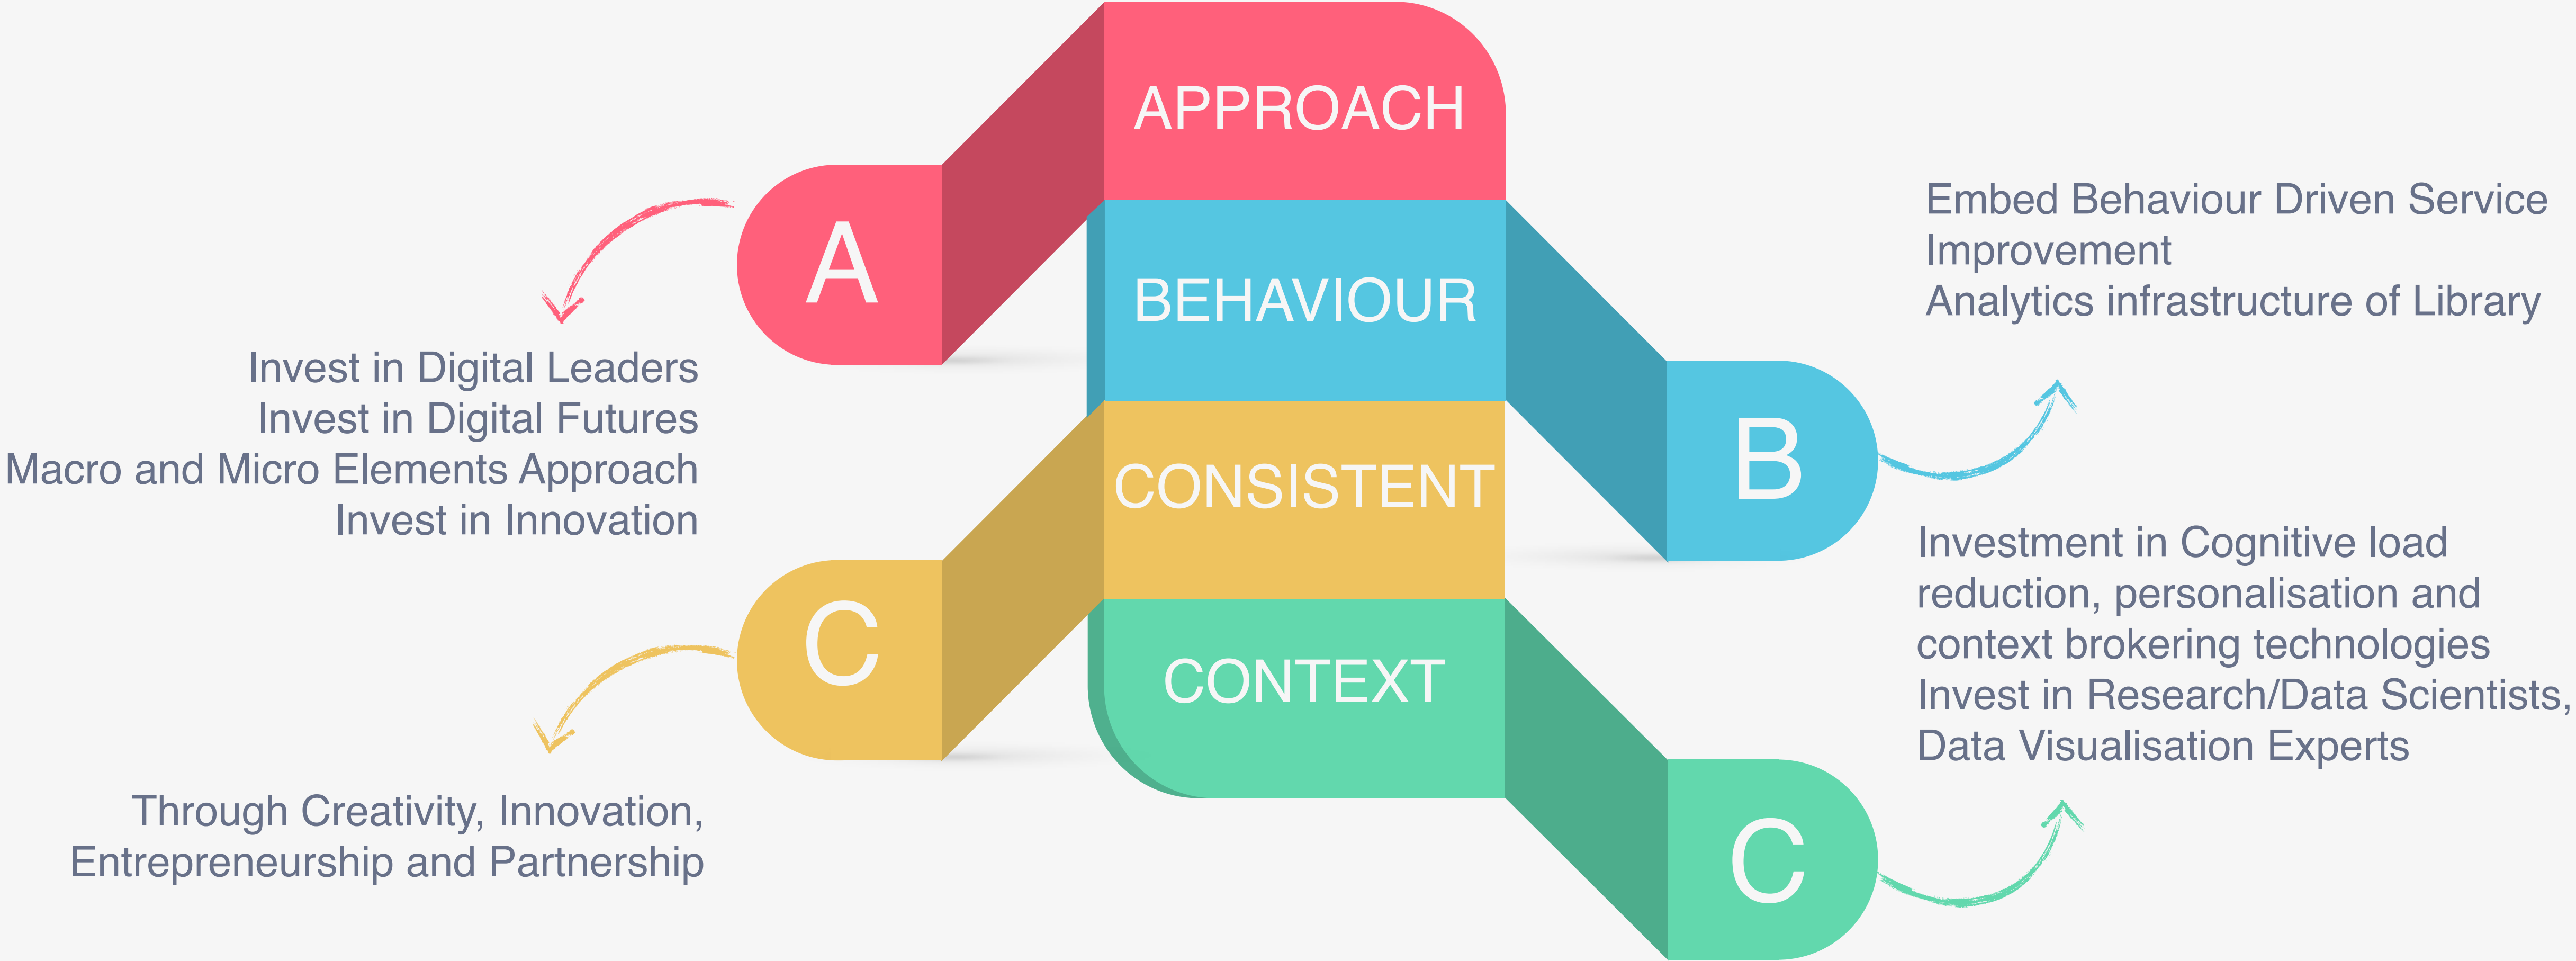 APPROACH
A
Invest in Digital Leaders
Invest in Digital Futures
Macro and Micro Elements Approach
Invest in Innovation
BEHAVIOUR
B
Embed Behaviour Driven Service
Improvement
Analytics infrastructure of Library
CONSISTENT
C
Through Creativity, Innovation,
Entrepreneurship and Partnership
CONTEXT
C
Investment in Cognitive load
reduction, personalisation and
context brokering technologies
Invest in Research/Data Scientists,
Data Visualisation Experts